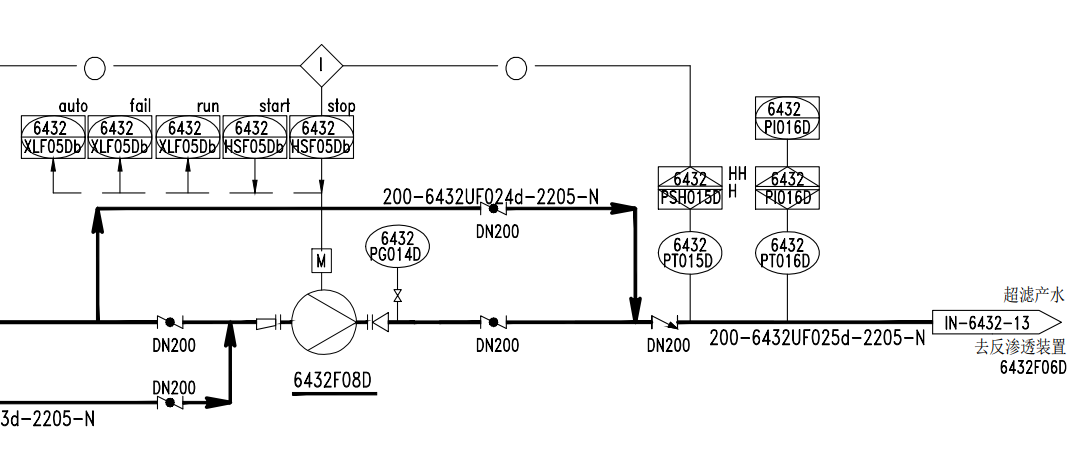 I
auto fail run start stop
6432 6432 6432 6432 6432 6432
XLF05Db XLF05Db XLF05Db HSF05Db HSF05Db PI016D
6432 HH 6432
PSH015D H PI016D
200-6432UF024d-2205-N
DN200
6432 6432 6432
PG014D PT015D PT016D
M
超滤产水
IN-6432-13
200-6432UF025d-2205-N
DN200 DN200 DN200
去反渗透装置
6432F06D
6432F08D
DN200
3d-2205-N